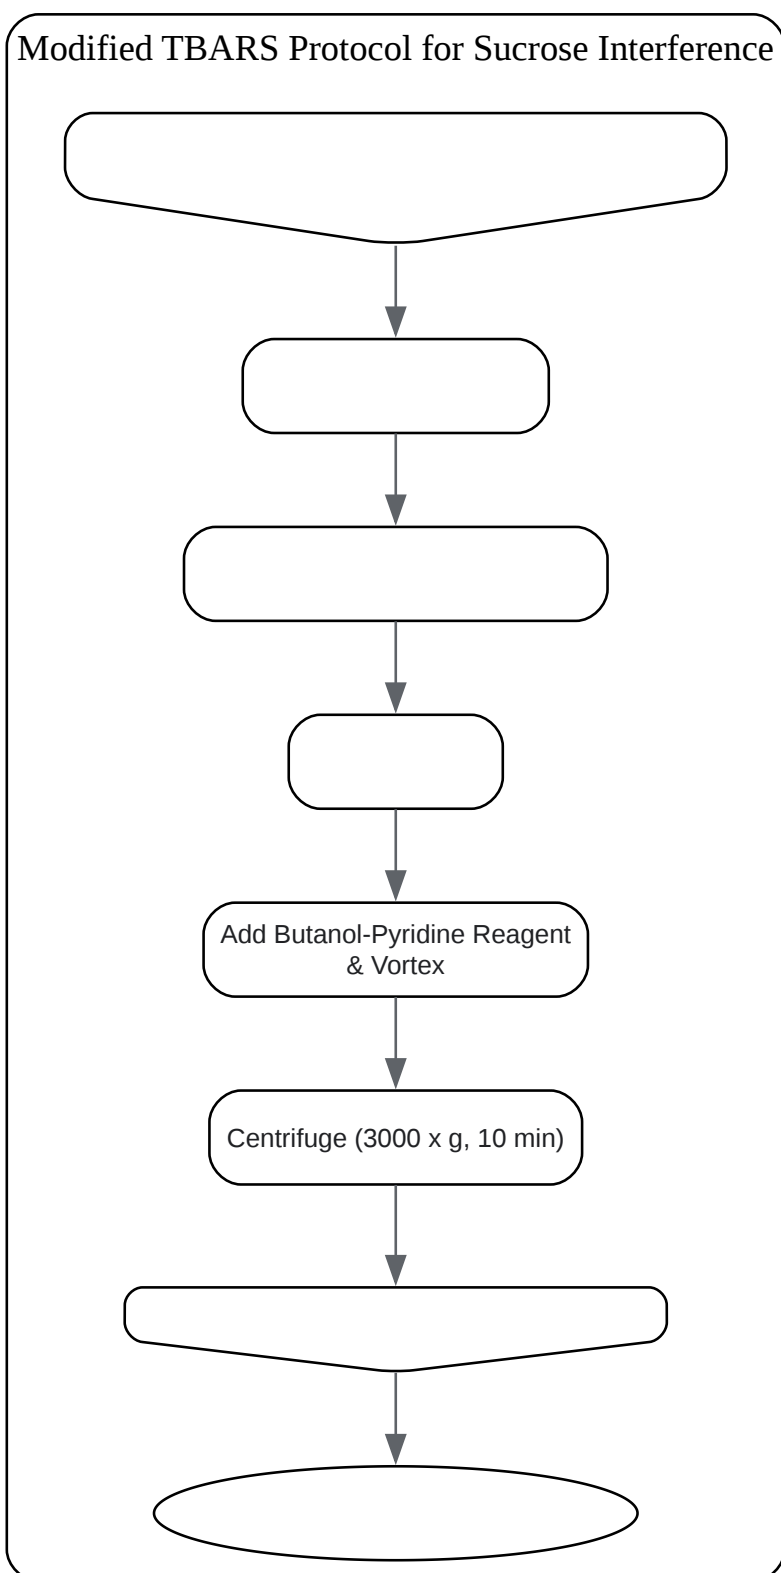 Modified TBARS Protocol for Sucrose Interference
Add Butanol-Pyridine Reagent
& Vortex
Centrifuge (3000 x g, 10 min)